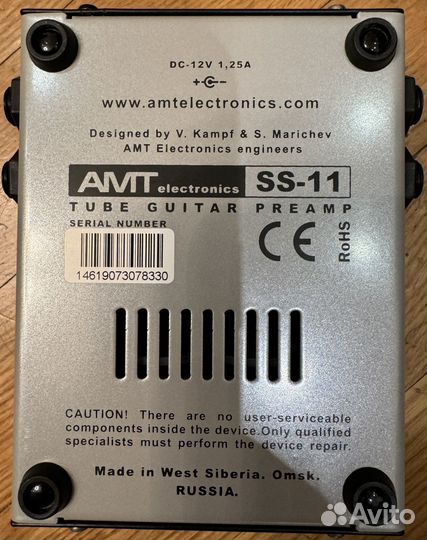 DC-12V 1,25A
www.amtelectronics.com
Designed by V. Kampf & S. Marichev
AMT Electronics engineers
AMT electronics SS-11
TUBE GUITAR PREAMP
SERIAL NUMBER
14619073078330
CE
RoHS
CAUTION! There are no user-serviceable
components inside the device.Only qualified
specialists must perform the device repair.
Made in West Siberia. Omsk.
RUSSIA.
Avito